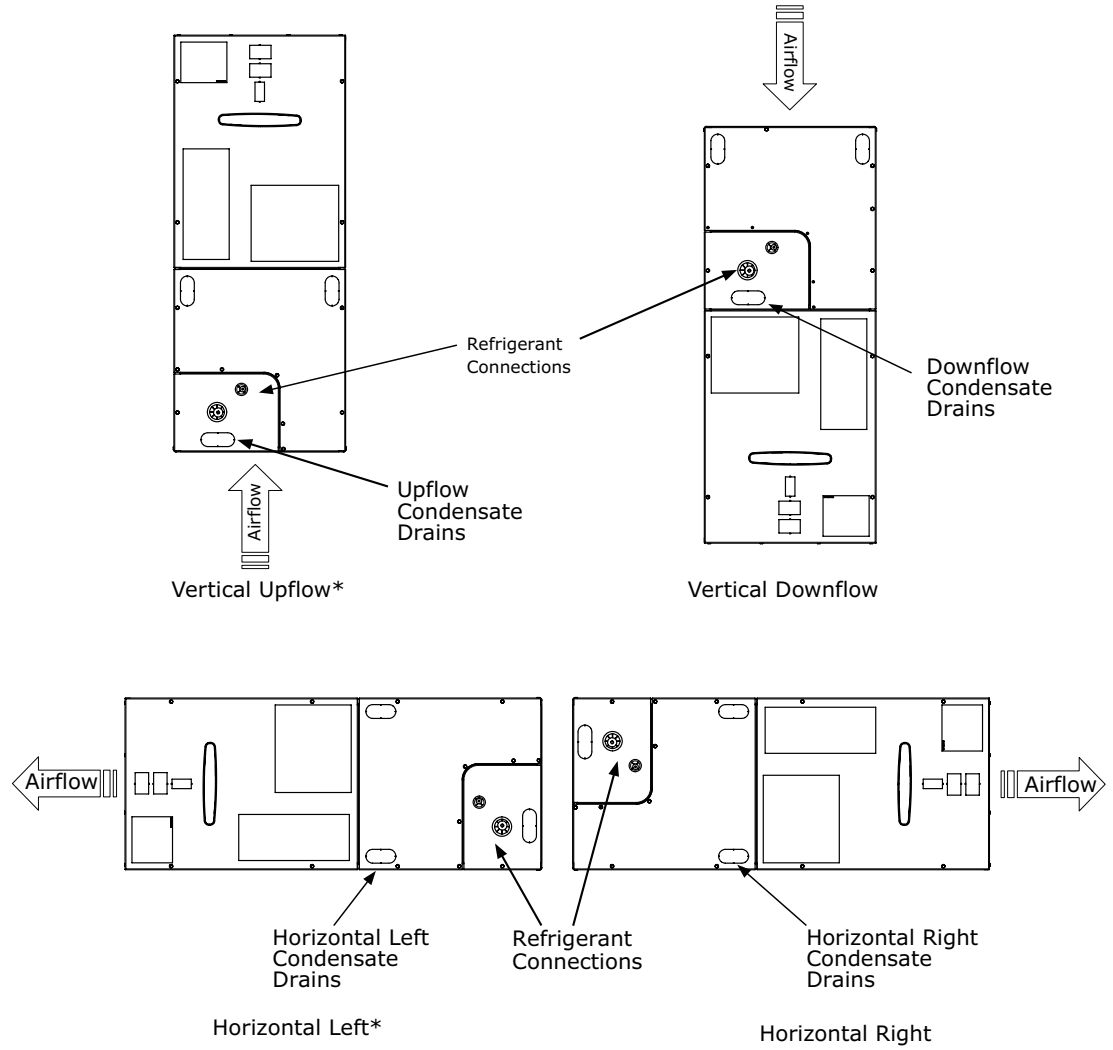 Airflow
Airflow
Refrigerant
Connections
Downflow
Condensate
Drains
Upflow
Condensate
Drains
Airflow
Vertical Upflow*
Vertical Downflow
Airflow
Airflow
Horizontal Left
Condensate
Drains
Refrigerant
Connections
Horizontal Right
Condensate
Drains
Horizontal Left*
Horizontal Right